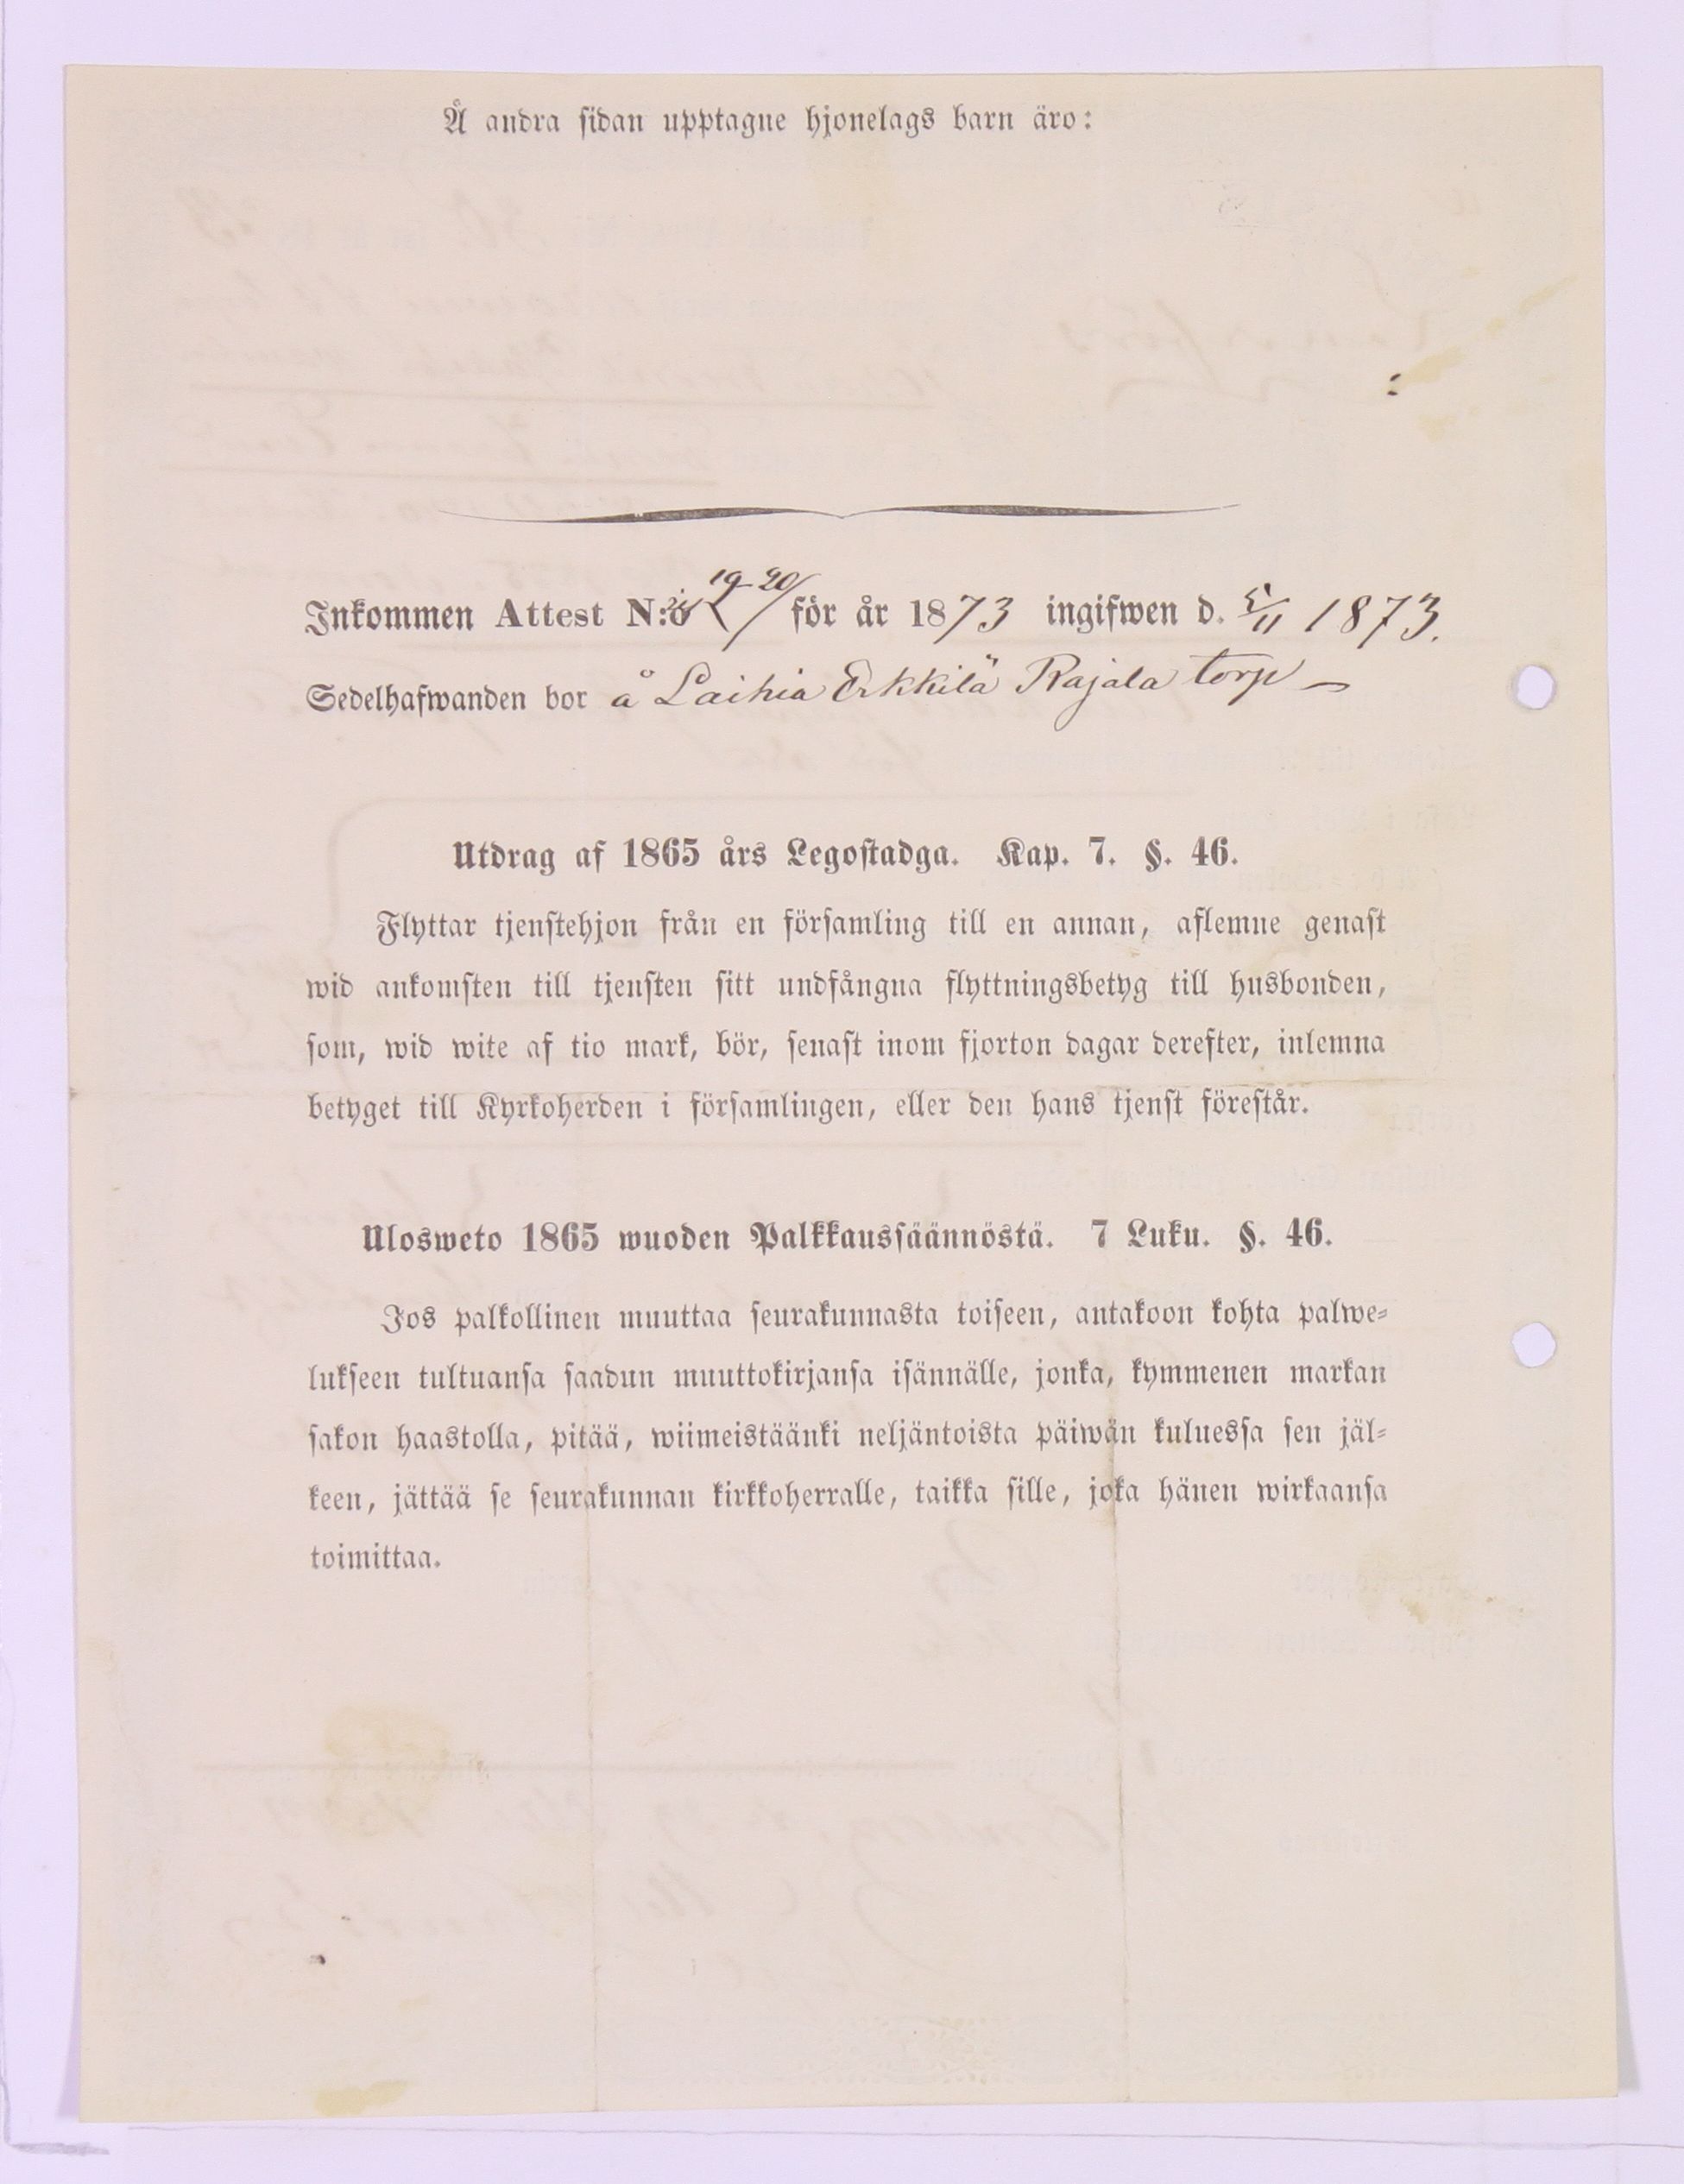 Å andra sidan upptagne hjonelags barn äro:
Inkommen Attest N:o 19-20/ för år 1873 ingifwen d. 5/11 1873.
Sedelhafwanden bor å Laihia Erkkilä Rajala torp
Utdrag af 1865 års Legostadga. Kap. 7. §. 46.
Flyttar tjenstehjon från en församling till en annan, aflemne genast
wid ankomsten till tjensten sitt undfångna flyttningsbetyg till husbonden,
som, wid wite af tio mark, bör, senast inom fjorton dagar derefter, inlemna
betyget till Kyrkoherden i församlingen, eller den hans tjenst förestår.
Ulosweto 1865 wuoden Palkkaussäännöstä. 7 Luku. §. 46.
Jos palkollinen muuttaa seurakunnasta toiseen, antakoon kohta palwe=
lukseen tultuansa saadun muuttokirjansa isännälle, jonka, kymmenen markan
sakon haastolla, pitää, wiimeistäänki neljäntoista päiwän kuluessa sen jäl=
keen, jättää se seurakunnan kirkkoherralle, taikka sille, joka hänen wirkaansa
toimittaa.